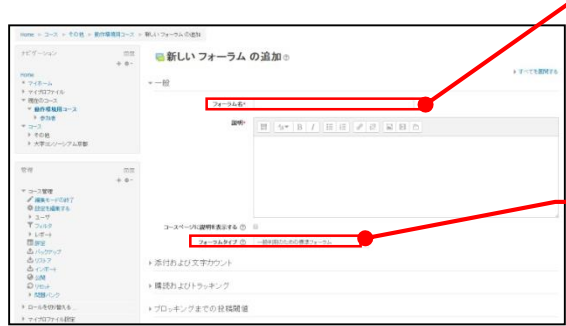 Home > コース > その他 > 動作環境用コース > 新しいフォーラムの追加
ナビゲーション
Home
マイホーム
マイプロファイル
現在のコース
動作環境用コース
参加者
コース
その他
大学コンソーシアム京都
管理
コース管理
編集モードの終了
設定を編集する
ユーザ
フィルタ
レポート
評定
バックアップ
リストア
インポート
公開
リセット
問題バンク
ロールを切り替える ...
マイプロファイル設定
新しい フォーラム の追加
すべてを展開する
一般
フォーラム名*
説明*
コースページに説明を表示する
フォーラムタイプ 一般利用のための標準フォーラム
添付および文字カウント
購読およびトラッキング
ブロッキングまでの投稿閾値